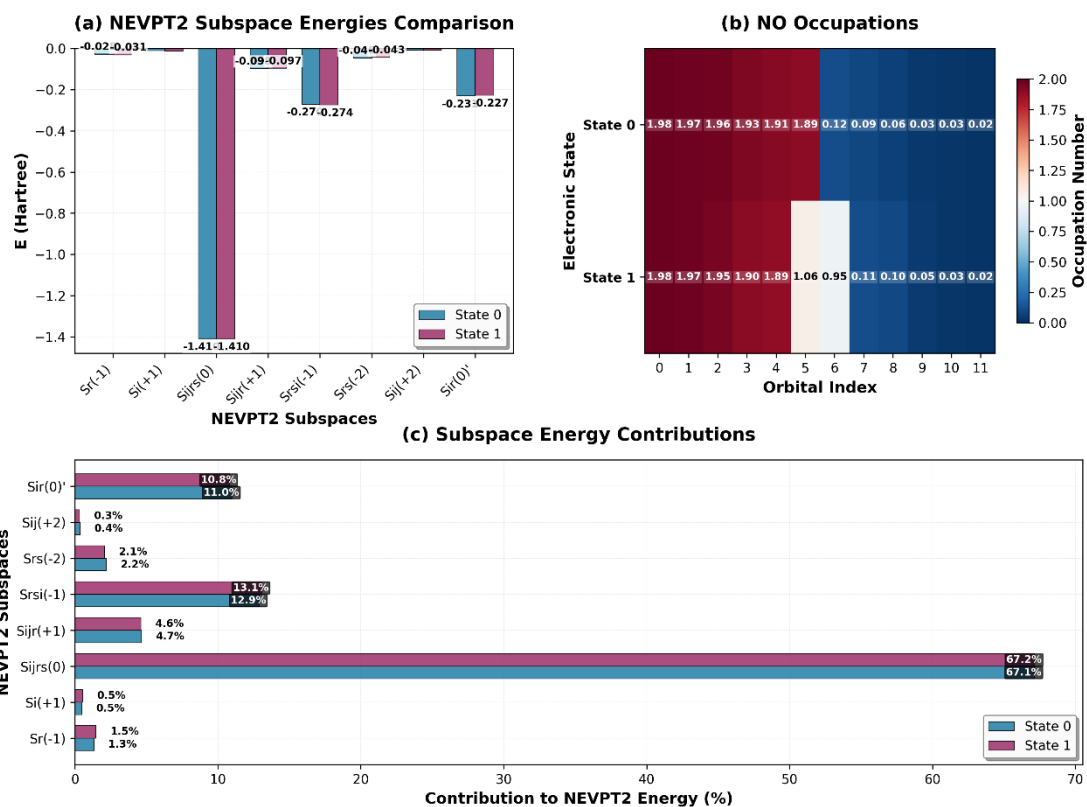 (a) NEVPT2 Subspace Energies Comparison
0.0
−0.2
−0.4
−0.6
−0.8
−1.0
−1.2
−1.4
E (Hartree)
-0.02 -0.031
-1.41 -1.410
-0.09 -0.097
-0.27 -0.274
-0.04 -0.043
-0.23 -0.227
State 0
State 1
Sr(-1) Si(+1) Sijrs(0) Sijr(+1) Srsi(-1) Srs(-2) Sij(+2) Sir(0)'
NEVPT2 Subspaces
(b) NO Occupations
Electronic State
State 0 1.98 1.97 1.96 1.93 1.91 1.89 0.12 0.09 0.06 0.03 0.03 0.02
State 1 1.98 1.97 1.95 1.90 1.89 1.06 0.95 0.11 0.10 0.05 0.03 0.02
0 1 2 3 4 5 6 7 8 9 10 11
Orbital Index
2.00
1.75
1.50
1.25
1.00
0.75
0.50
0.25
0.00
Occupation Number
(c) Subspace Energy Contributions
NEVPT2 Subspaces
Sir(0)' 10.8%
11.0%
Sij(+2) 0.3%
0.4%
Srs(-2) 2.1%
2.2%
Srsi(-1) 13.1%
12.9%
Sijr(+1) 4.6%
4.7%
Sijrs(0) 67.2%
67.1%
Si(+1) 0.5%
0.5%
Sr(-1) 1.5%
1.3%
State 0
State 1
0 10 20 30 40 50 60 70
Contribution to NEVPT2 Energy (%)